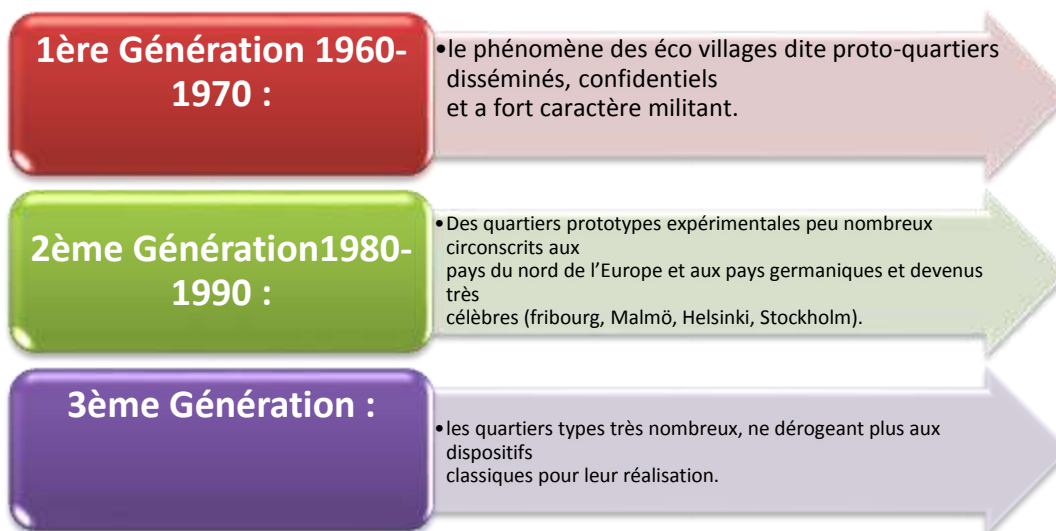 1ère Génération 1960-
1970 :
•le phénomène des éco villages dite proto-quartiers
disséminés, confidentiels
et a fort caractère militant.
2ème Génération1980-
1990 :
•Des quartiers prototypes expérimentales peu nombreux
circonscrits aux
pays du nord de l’Europe et aux pays germaniques et devenus
très
célèbres (fribourg, Malmö, Helsinki, Stockholm).
3ème Génération :
•les quartiers types très nombreux, ne dérogeant plus aux
dispositifs
classiques pour leur réalisation.